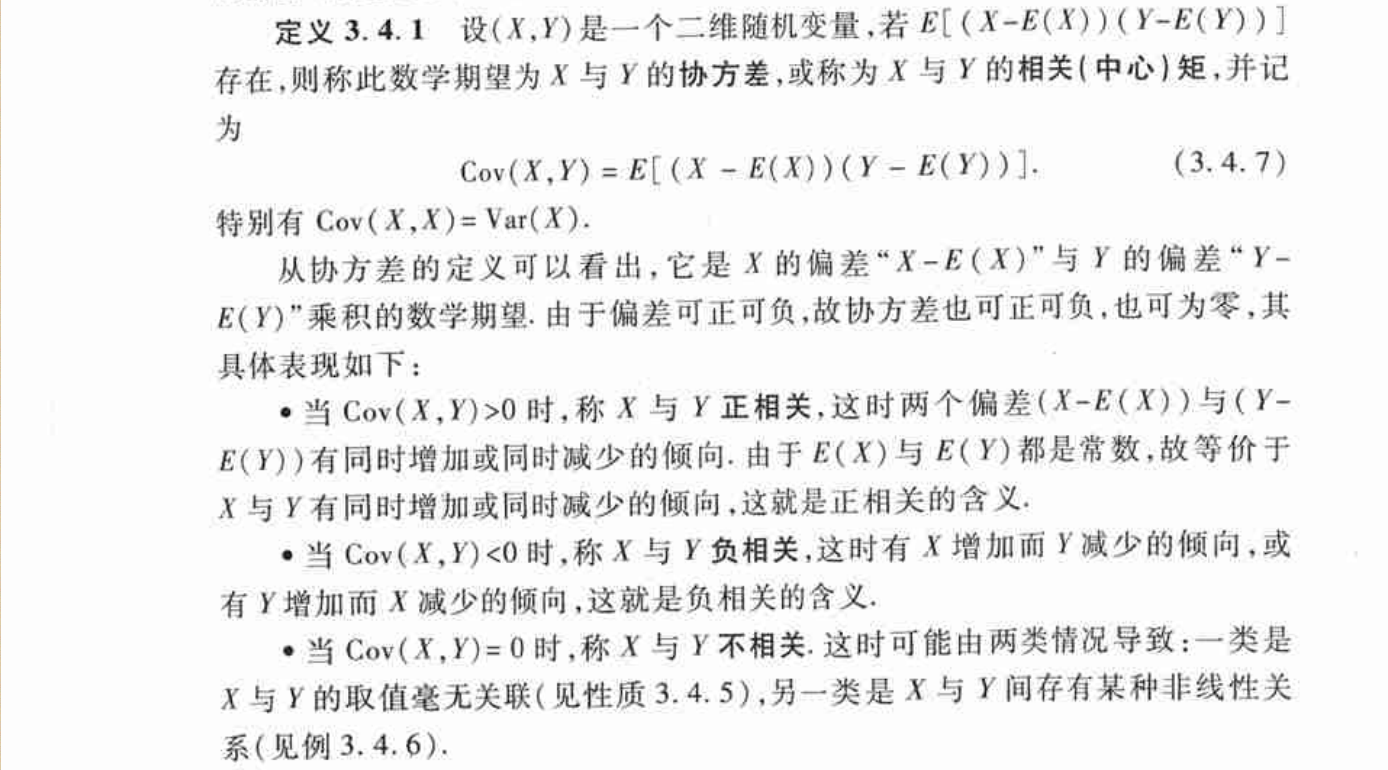 定义 3.4.1 设(X,Y)是一个二维随机变量,若 E[(X-E(X))(Y-E(Y))]
存在,则称此数学期望为 X 与 Y 的协方差,或称为 X 与 Y 的相关(中心)矩,并记
为
Cov(X,Y) = E[(X - E(X))(Y - E(Y))]. (3.4.7)
特别有 Cov(X,X)= Var(X).
从协方差的定义可以看出,它是 X 的偏差“X-E(X)”与 Y 的偏差“Y-
E(Y)”乘积的数学期望.由于偏差可正可负,故协方差也可正可负,也可为零,其
具体表现如下:
• 当 Cov(X,Y)>0 时,称 X 与 Y 正相关,这时两个偏差(X-E(X))与(Y-
E(Y))有同时增加或同时减少的倾向.由于 E(X)与 E(Y)都是常数,故等价于
X 与 Y 有同时增加或同时减少的倾向,这就是正相关的含义.
• 当 Cov(X,Y)<0 时,称 X 与 Y 负相关,这时有 X 增加而 Y 减少的倾向,或
有 Y 增加而 X 减少的倾向,这就是负相关的含义.
• 当 Cov(X,Y)= 0 时,称 X 与 Y 不相关.这时可能由两类情况导致:一类是
X 与 Y 的取值毫无关联(见性质 3.4.5),另一类是 X 与 Y 间存有某种非线性关
系(见例 3.4.6).